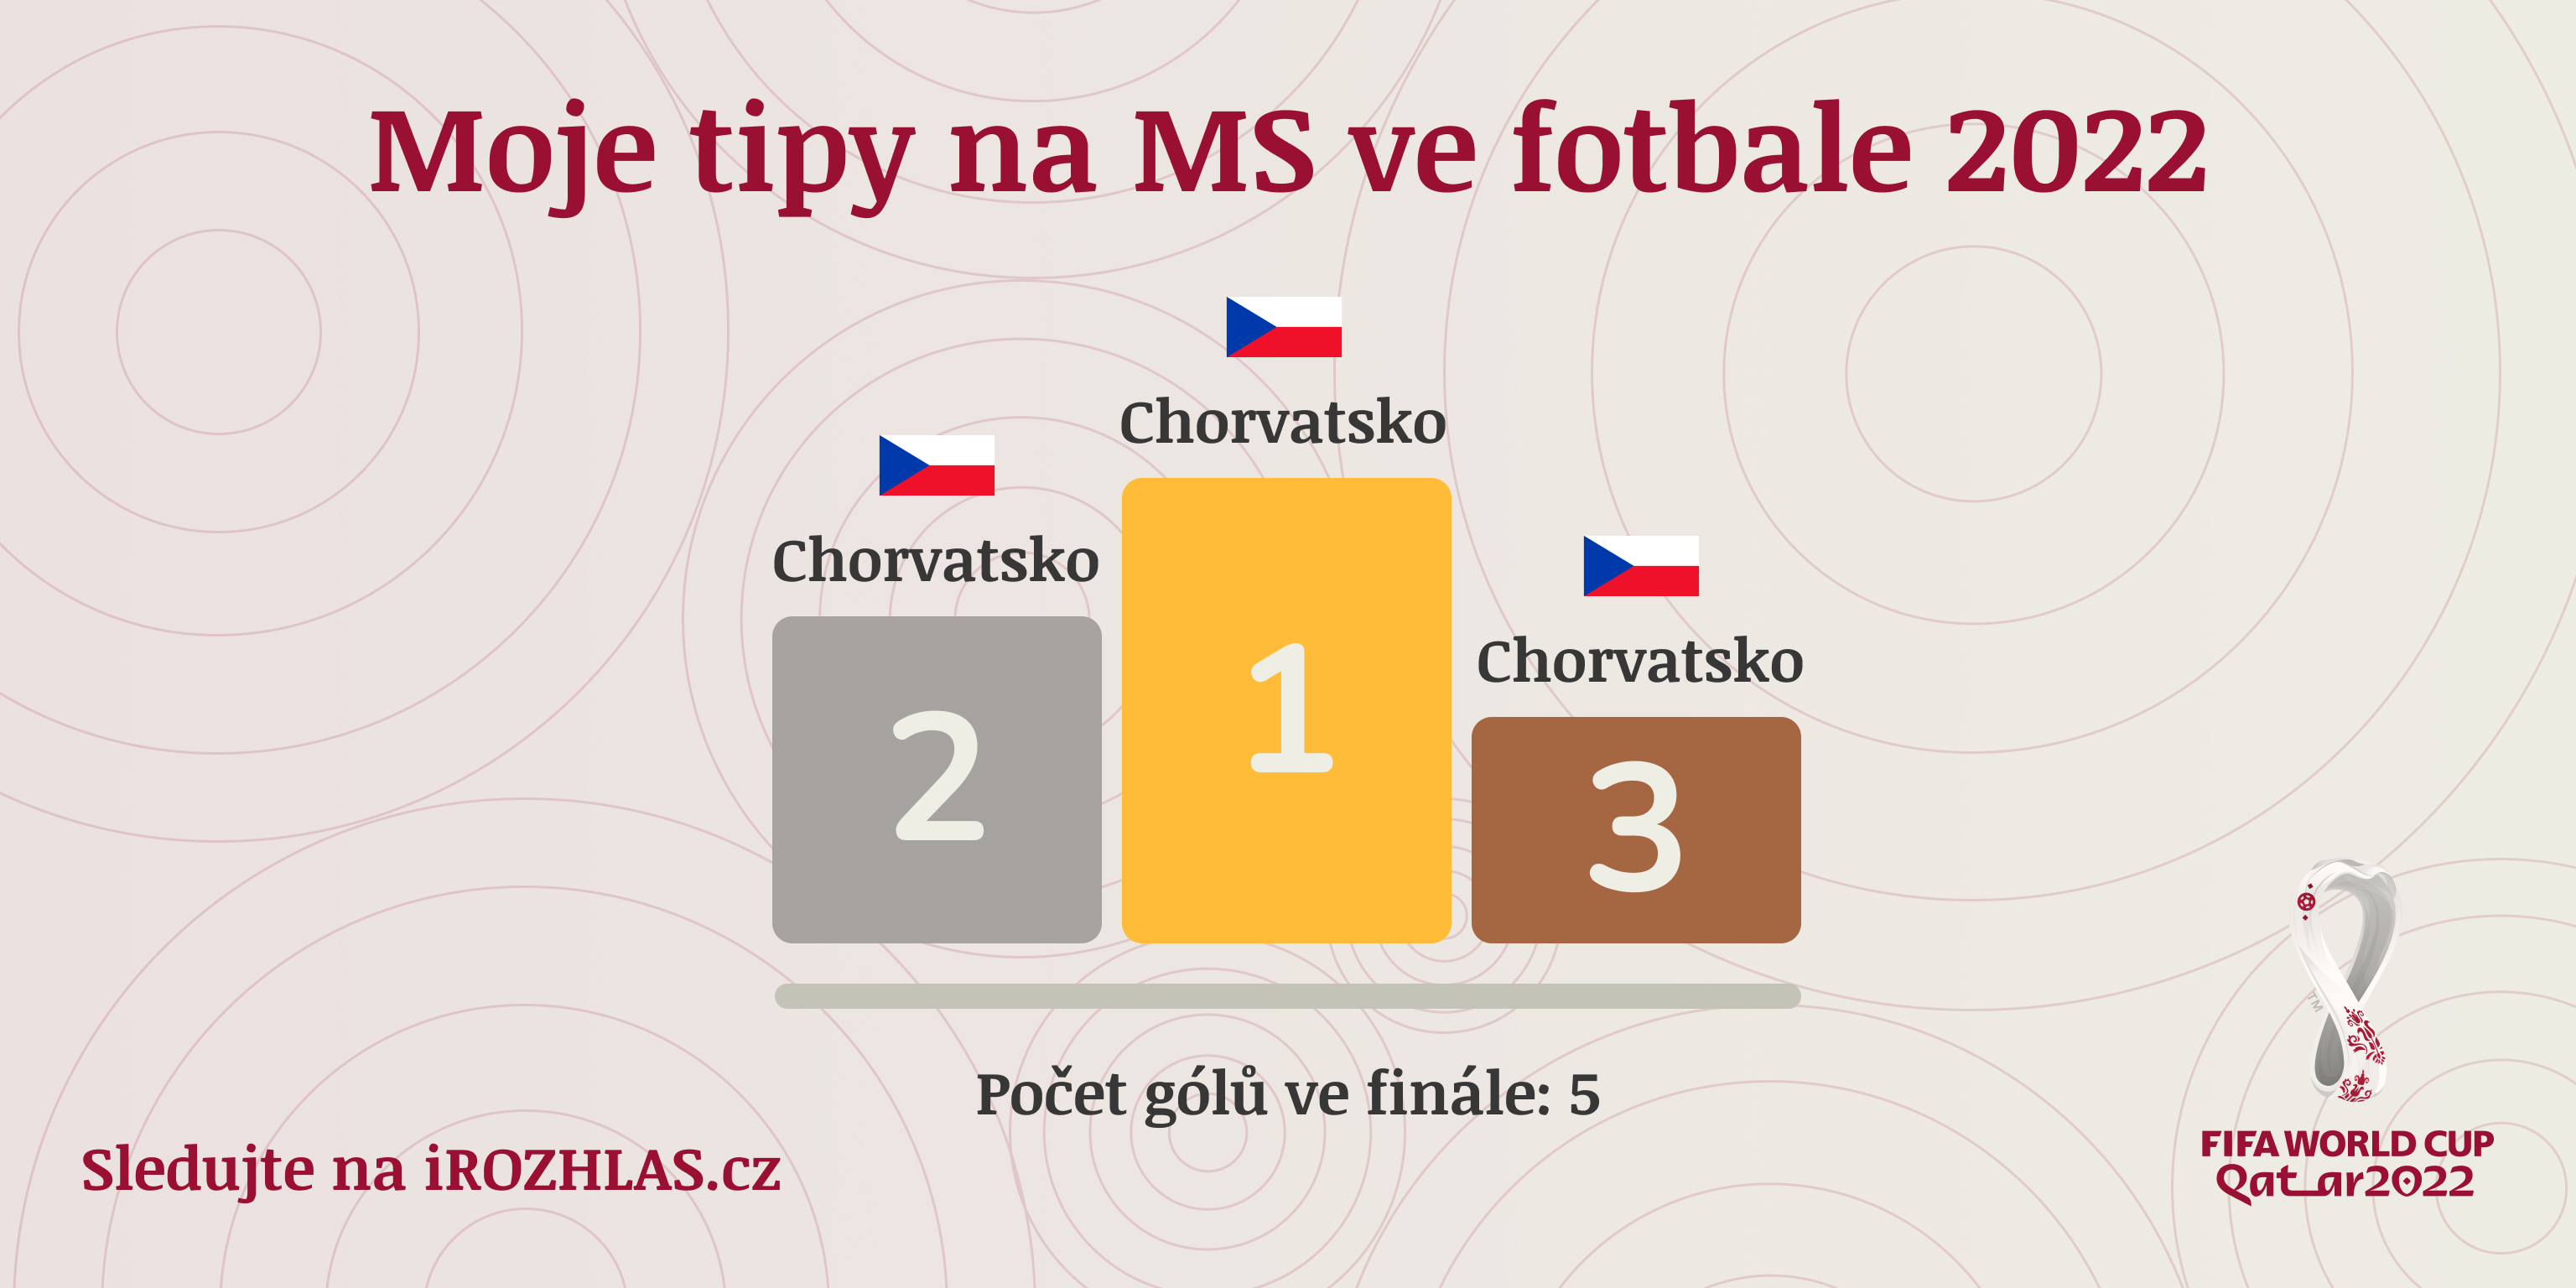 Moje tipy na MS ve fotbale 2022
Chorvatsko
Chorvatsko
Chorvatsko
1
2
3
Počet gólů ve finále: 5
Sledujte na iROZHLAS.cz
TM
FIFA WORLD CUP
Qatar2022